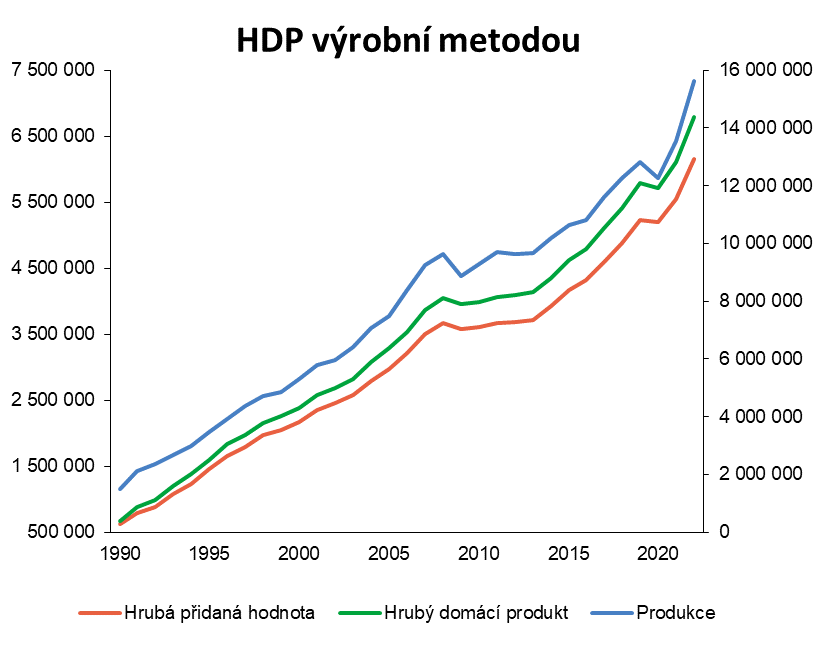 HDP výrobní metodou
7 500 000
6 500 000
5 500 000
4 500 000
3 500 000
2 500 000
1 500 000
500 000
16 000 000
14 000 000
12 000 000
10 000 000
8 000 000
6 000 000
4 000 000
2 000 000
0
1990 1995 2000 2005 2010 2015 2020
Hrubá přidaná hodnota Hrubý domácí produkt Produkce